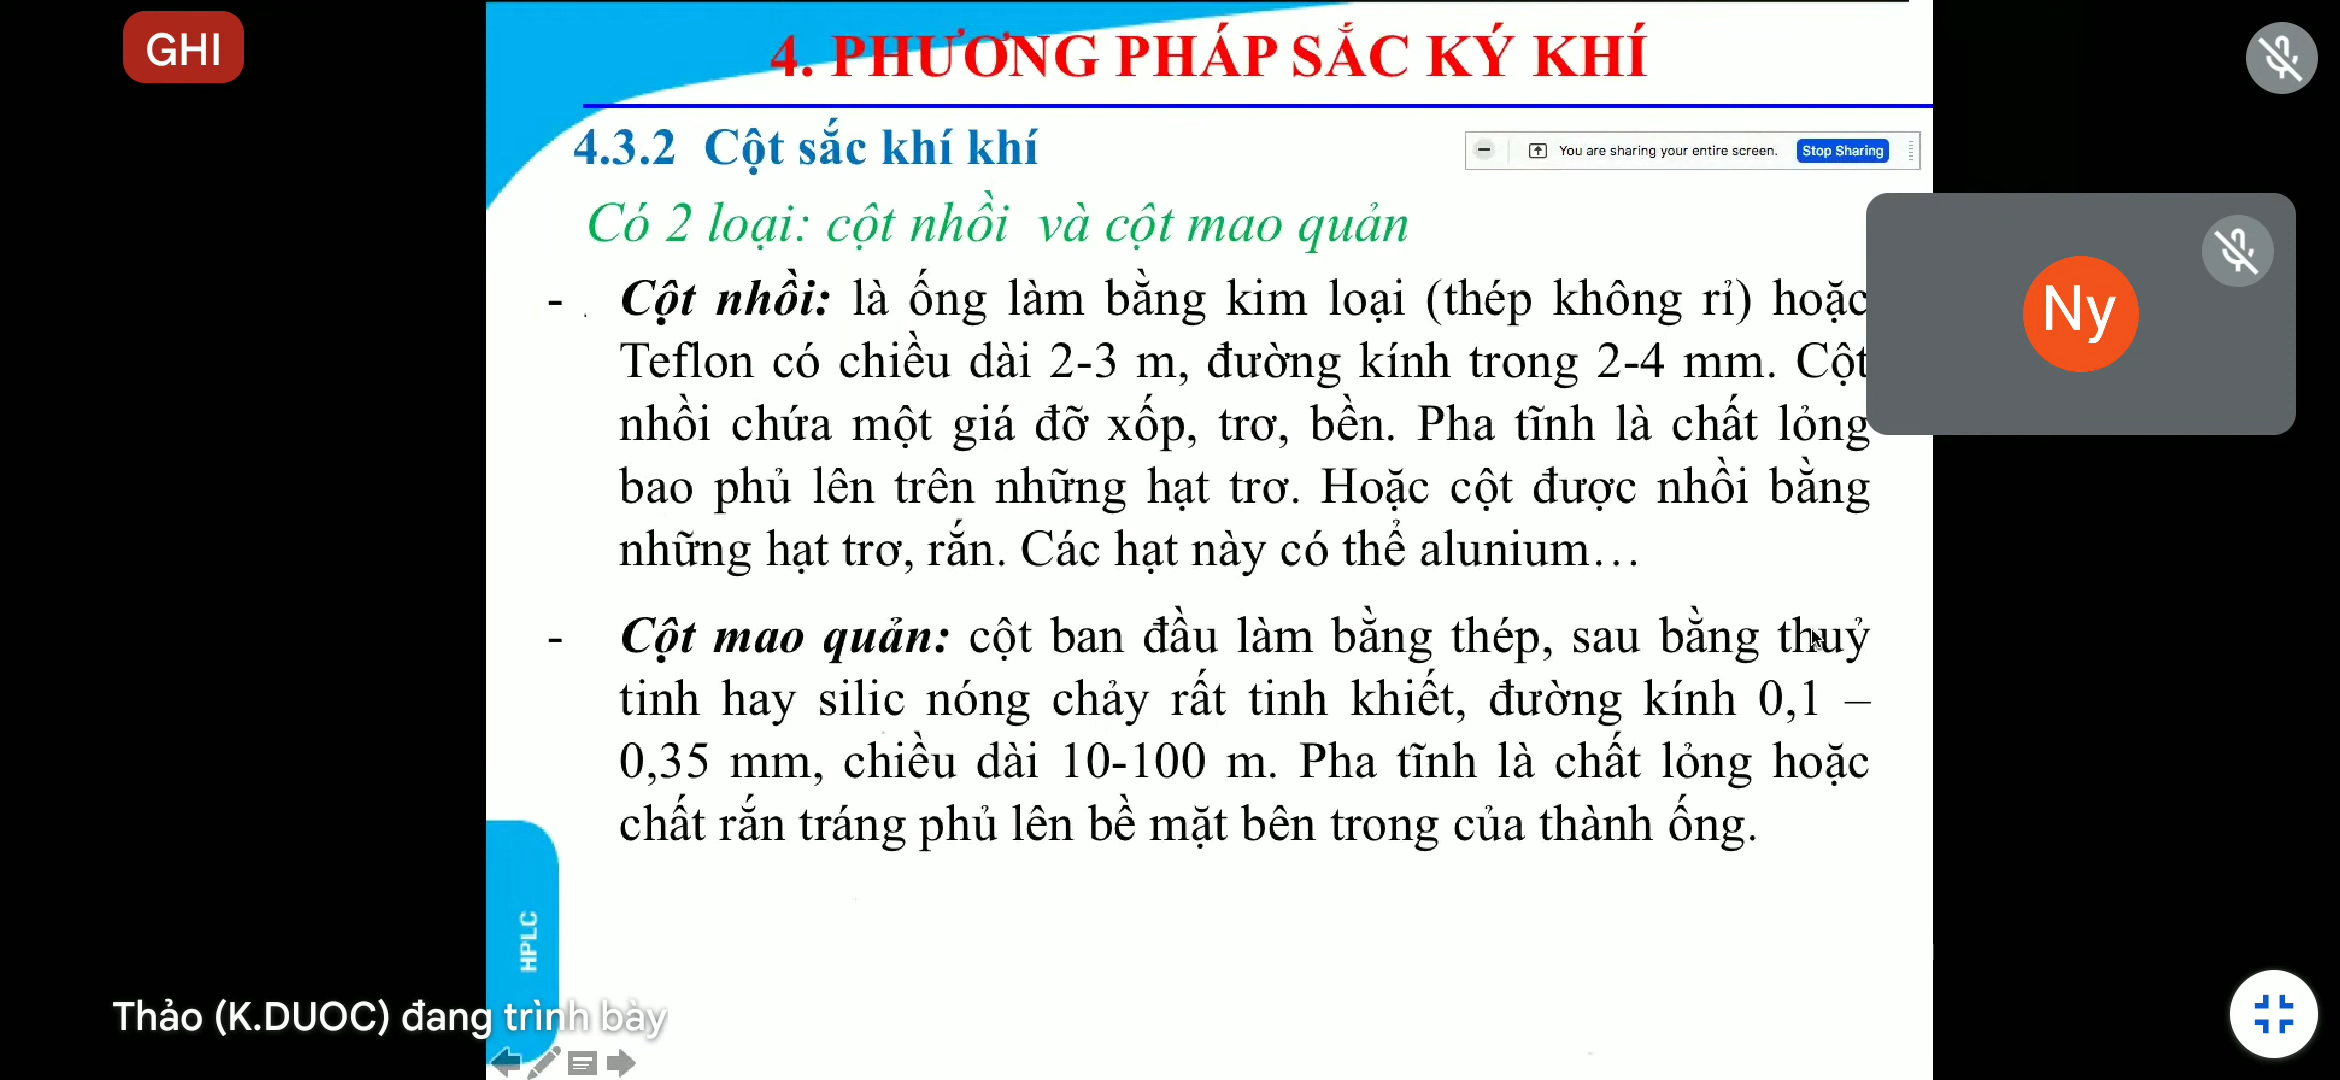 GHI
4. PHƯƠNG PHÁP SẮC KÝ KHÍ
4.3.2 Cột sắc khí khí
You are sharing your entire screen. Stop Sharing
Có 2 loại: cột nhồi và cột mao quản
- Cột nhồi: là ống làm bằng kim loại (thép không rỉ) hoặc
Ny
Teflon có chiều dài 2-3 m, đường kính trong 2-4 mm. Cột
nhồi chứa một giá đỡ xốp, trơ, bền. Pha tĩnh là chất lỏng
bao phủ lên trên những hạt trơ. Hoặc cột được nhồi bằng
những hạt trơ, rắn. Các hạt này có thể alunium...
- Cột mao quản: cột ban đầu làm bằng thép, sau bằng thuỷ
tinh hay silic nóng chảy rất tinh khiết, đường kính 0,1 –
0,35 mm, chiều dài 10-100 m. Pha tĩnh là chất lỏng hoặc
chất rắn tráng phủ lên bề mặt bên trong của thành ống.
HPLC
Thảo (K.DUOC) đang trình bày